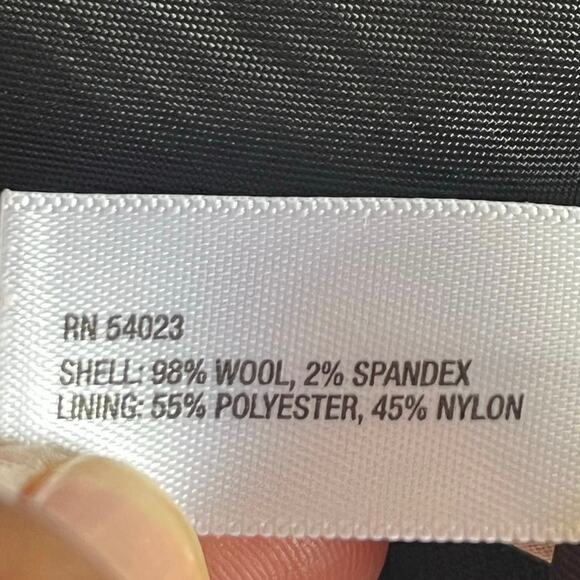 RN 54023
SHELL: 98% WOOL, 2% SPANDEX
LINING: 55% POLYESTER, 45% NYLON